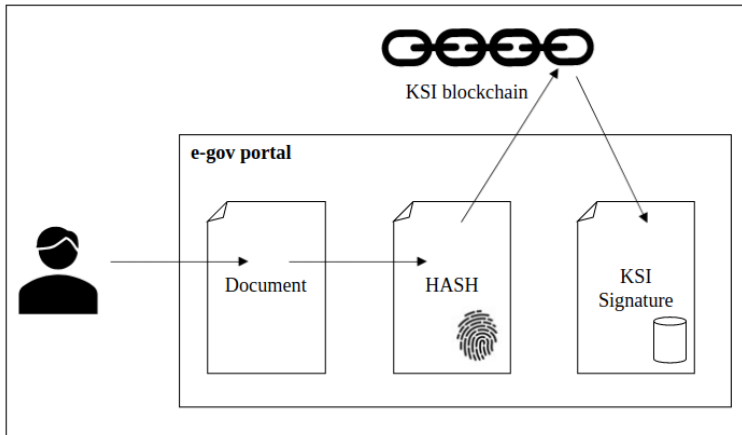 KSI blockchain
e-gov portal
Document
HASH
KSI
Signature